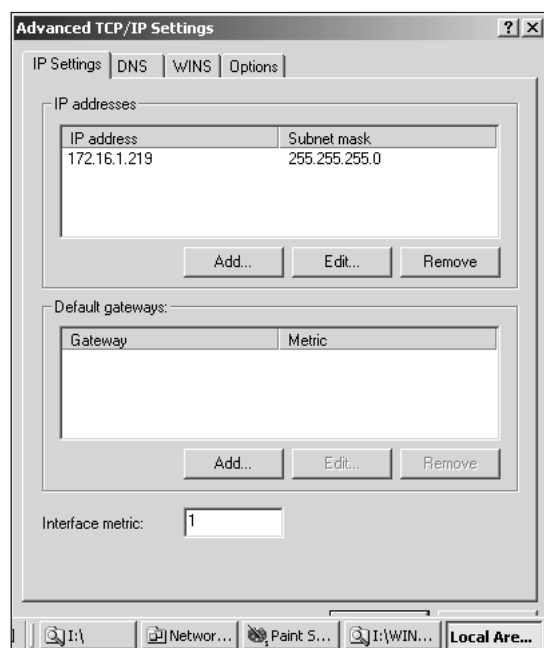 Advanced TCP/IP Settings
IP Settings DNS WINS Options
IP addresses
IP address Subnet mask
172.16.1.219 255.255.255.0
Add... Edit... Remove
Default gateways:
Gateway Metric
Add... Edit... Remove
Interface metric: 1
I:\ Networ... Paint S... I:\WIN... Local Are...